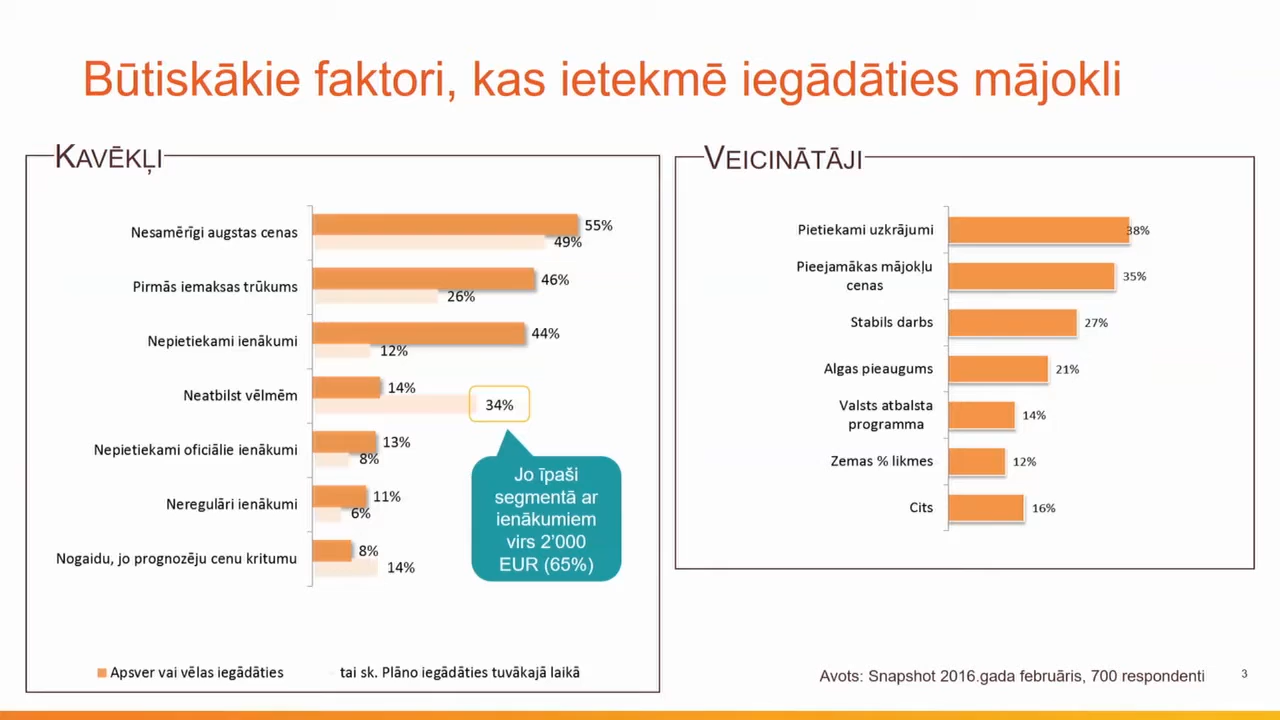 Būtiskākie faktori, kas ietekmē iegādāties mājokli
KAVĒKĻI
Nesamērīgi augstas cenas
55%
49%
Pirmās iemaksas trūkums
46%
26%
Nepietiekami ienākumi
44%
12%
Neatbilst vēlmēm
14%
34%
Nepietiekami oficiālie ienākumi
13%
8%
Neregulāri ienākumi
11%
6%
Nogaidu, jo prognozēju cenu kritumu
8%
14%
Jo īpaši
segmentā ar
ienākumiem
virs 2’000
EUR (65%)
Apsver vai vēlas iegādāties
tai sk. Plāno iegādāties tuvākajā laikā
VEICINĀTĀJI
Pietiekami uzkrājumi
38%
Pieejamākas mājokļu
cenas
35%
Stabils darbs
27%
Algas pieaugums
21%
Valsts atbalsta
programma
14%
Zemas % likmes
12%
Cits
16%
Avots: Snapshot 2016.gada februāris, 700 respondenti
3